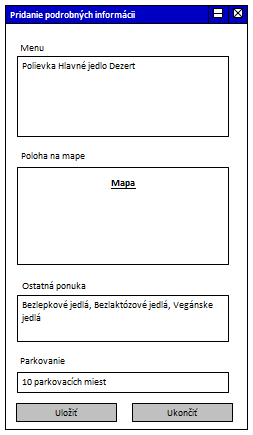 Pridanie podrobných informácii
Menu
Polievka Hlavné jedlo Dezert
Poloha na mape
Mapa
Ostatná ponuka
Bezlepkové jedlá, Bezlaktózové jedlá, Vegánske
jedlá
Parkovanie
10 parkovacích miest
Uložiť
Ukončiť